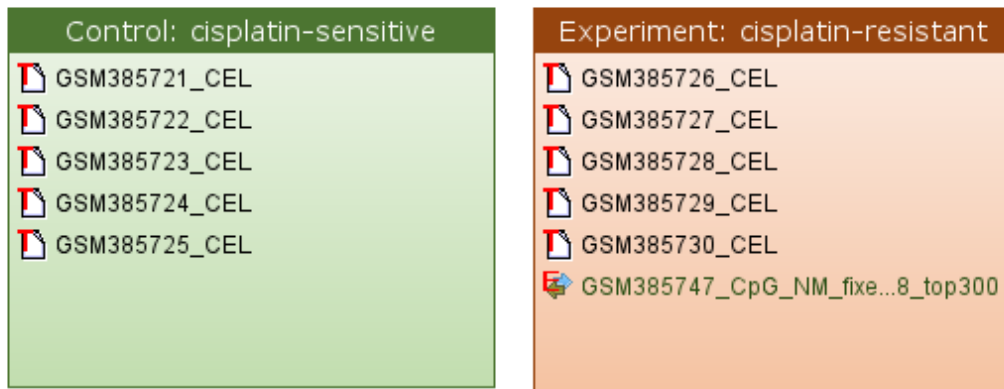 Control: cisplatin-sensitive
GSM385721_CEL
GSM385722_CEL
GSM385723_CEL
GSM385724_CEL
GSM385725_CEL
Experiment: cisplatin-resistant
GSM385726_CEL
GSM385727_CEL
GSM385728_CEL
GSM385729_CEL
GSM385730_CEL
GSM385747_CpG_NM_fixe...8_top300